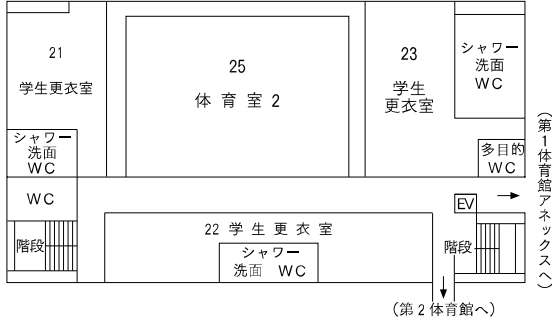 21
学生更衣室
シャワー
洗面
WC
WC
階段
25
体育室2
23
学生
更衣室
シャワー
洗面
WC
多目的
WC
EV
階段
22 学生更衣室
シャワー
洗面 WC
(第1体育館アネックスへ)
(第2体育館へ)